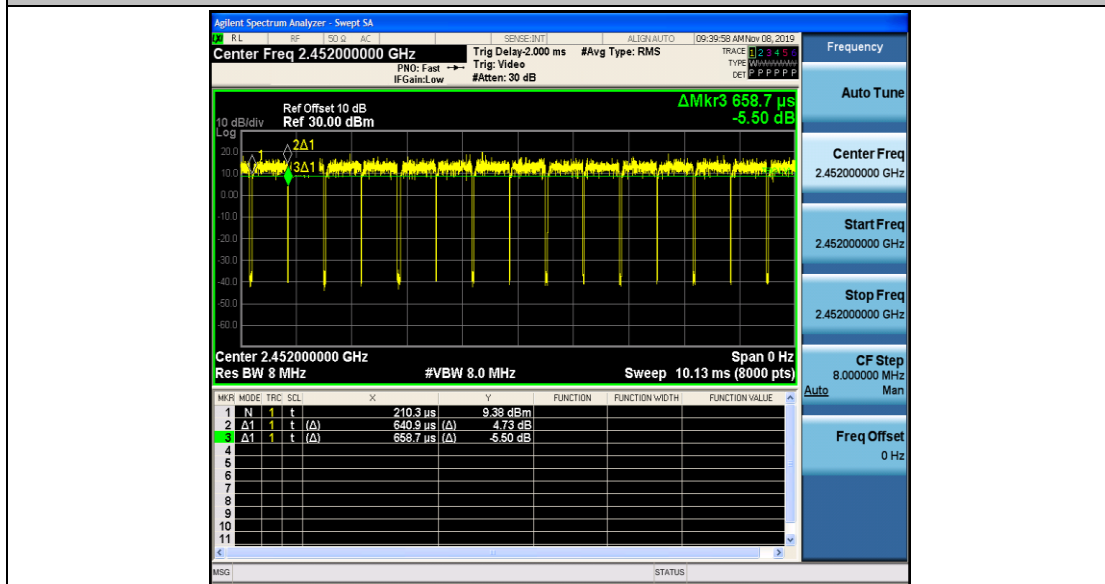 Agilent Spectrum Analyzer - Swept SA
RL RF 50 Ω AC SENSE:INT ALIGN AUTO 09:39:58 AM Nov 08, 2019
Center Freq 2.452000000 GHz
PNO: Fast
IFGain:Low
Trig Delay-2.000 ms
Trig: Video
#Atten: 30 dB
#Avg Type: RMS
TRACE 1 2 3 4 5 6
TYPE
DET P P P P P P
ΔMkr3 658.7 µs
-5.50 dB
Ref Offset 10 dB
10 dB/div Ref 30.00 dBm
Log
20.0
10.0
0.00
-10.0
-20.0
-30.0
-40.0
-50.0
-60.0
1
2Δ1
3Δ1
Center 2.452000000 GHz Span 0 Hz
Res BW 8 MHz #VBW 8.0 MHz Sweep 10.13 ms (8000 pts)
MKR MODE TRC SCL X Y FUNCTION FUNCTION WIDTH FUNCTION VALUE
1 N 1 t 210.3 µs 9.38 dBm
2 Δ1 1 t (Δ) 640.9 µs (Δ) 4.73 dB
3 Δ1 1 t (Δ) 658.7 µs (Δ) -5.50 dB
4
5
6
7
8
9
10
11
MSG STATUS
Frequency
Auto Tune
Center Freq
2.452000000 GHz
Start Freq
2.452000000 GHz
Stop Freq
2.452000000 GHz
CF Step
8.000000 MHz
Auto Man
Freq Offset
0 Hz